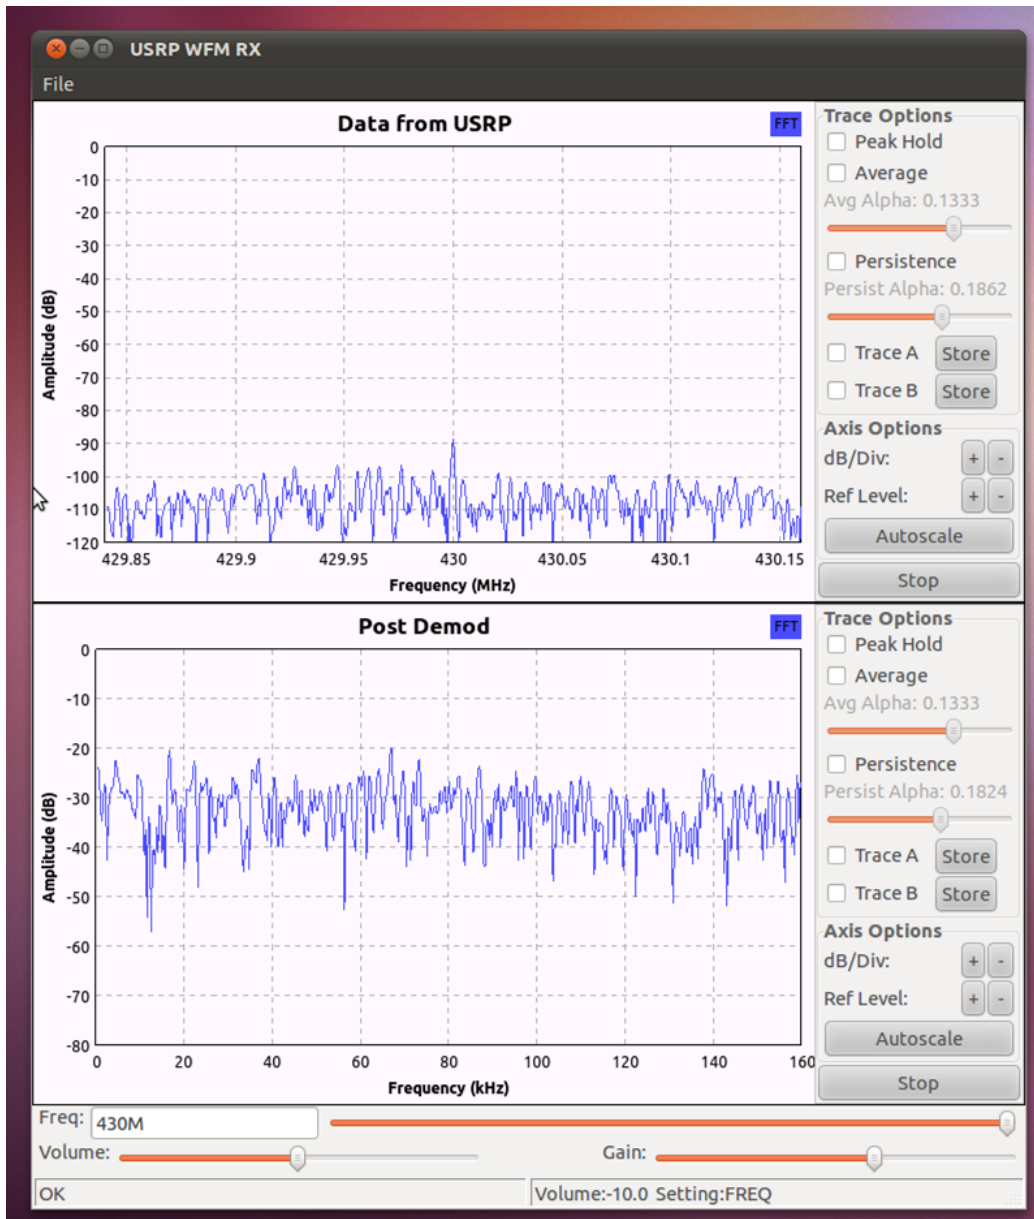 USRP WFM RX
File
Data from USRP
FFT
Amplitude (dB)
0
-10
-20
-30
-40
-50
-60
-70
-80
-90
-100
-110
-120
429.85 429.9 429.95 430 430.05 430.1 430.15
Frequency (MHz)
Trace Options
Peak Hold
Average
Avg Alpha: 0.1333
Persistence
Persist Alpha: 0.1862
Trace A Store
Trace B Store
Axis Options
dB/Div: + -
Ref Level: + -
Autoscale
Stop
Post Demod
FFT
Amplitude (dB)
0
-10
-20
-30
-40
-50
-60
-70
-80
0 20 40 60 80 100 120 140 160
Frequency (kHz)
Trace Options
Peak Hold
Average
Avg Alpha: 0.1333
Persistence
Persist Alpha: 0.1824
Trace A Store
Trace B Store
Axis Options
dB/Div: + -
Ref Level: + -
Autoscale
Stop
Freq: 430M
Volume: Gain:
OK Volume:-10.0 Setting:FREQ